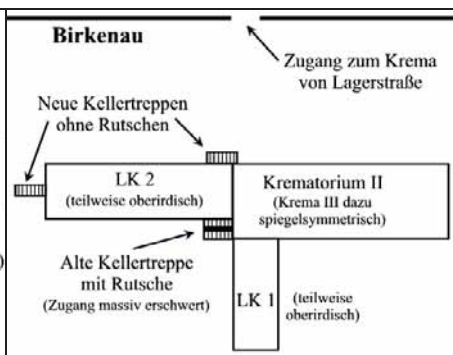 Birkenau
Zugang zum Krema
von Lagerstraße
Neue Kellertreppen
ohne Rutschen
LK 2
(teilweise oberirdisch)
Krematorium II
(Krema III dazu
spiegelsymmetrisch)
Alte Kellertreppe
mit Rutsche
(Zugang massiv erschwert)
LK 1
(teilweise
oberirdisch)
)